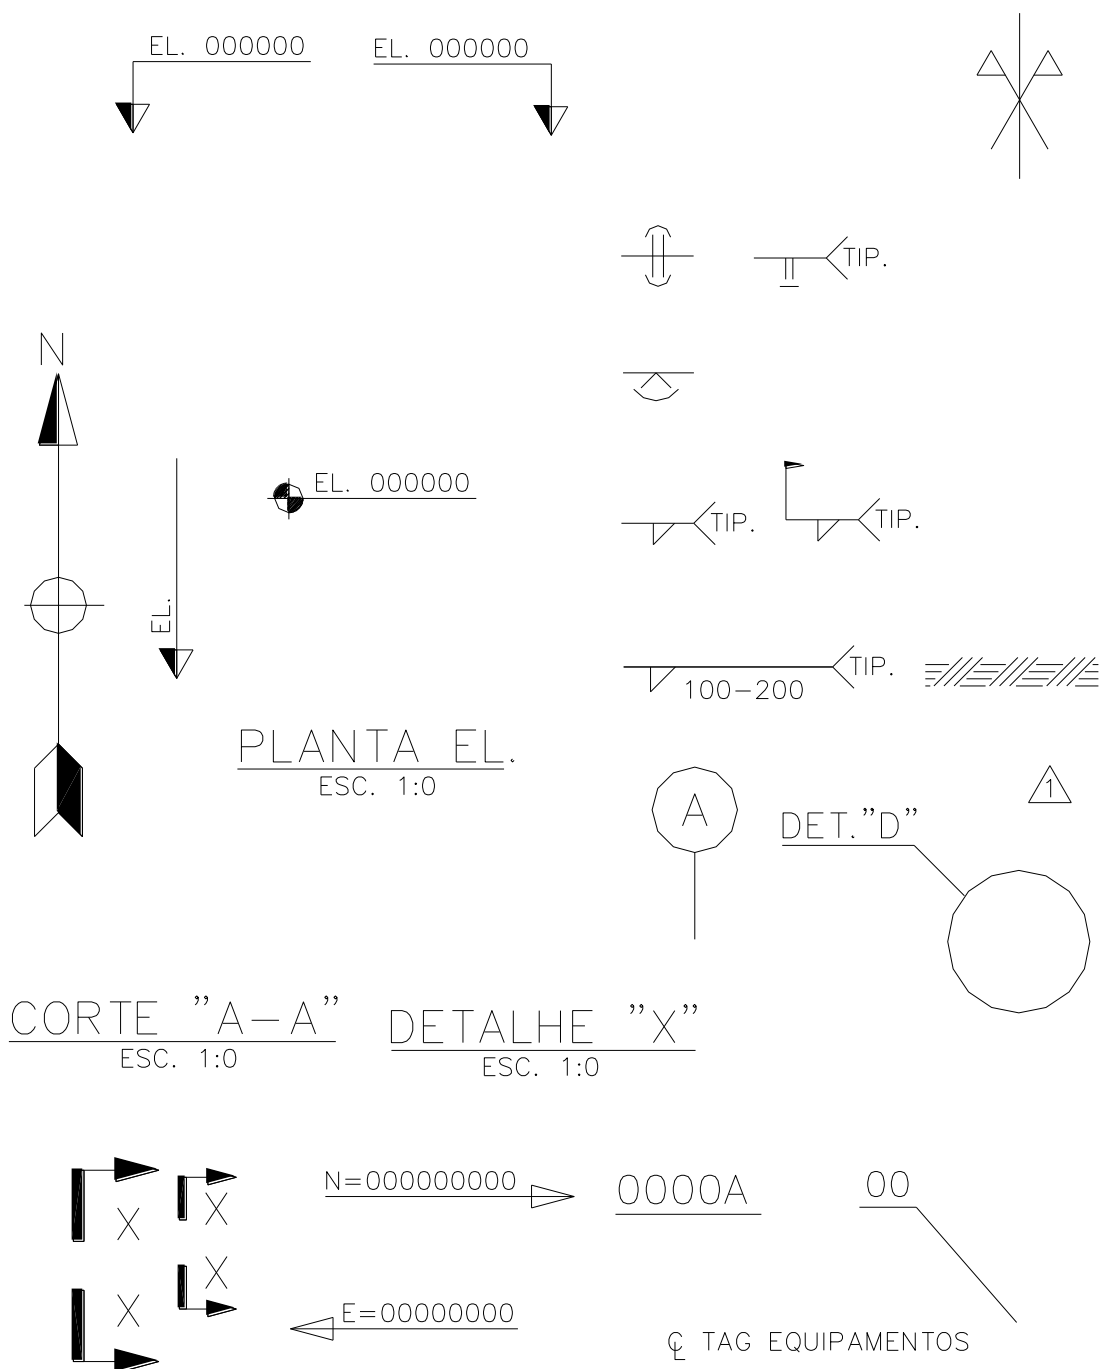 EL. 000000
EL. 000000
TIP.
N
EL. 000000
TIP.
TIP.
EL.
TIP.
100-200
PLANTA EL.
ESC. 1:0
1
A
DET."D"
CORTE "A-A"
ESC. 1:0
DETALHE "X"
ESC. 1:0
N=000000000
0000A
00
X
X
X
X
E=00000000
℄ TAG EQUIPAMENTOS